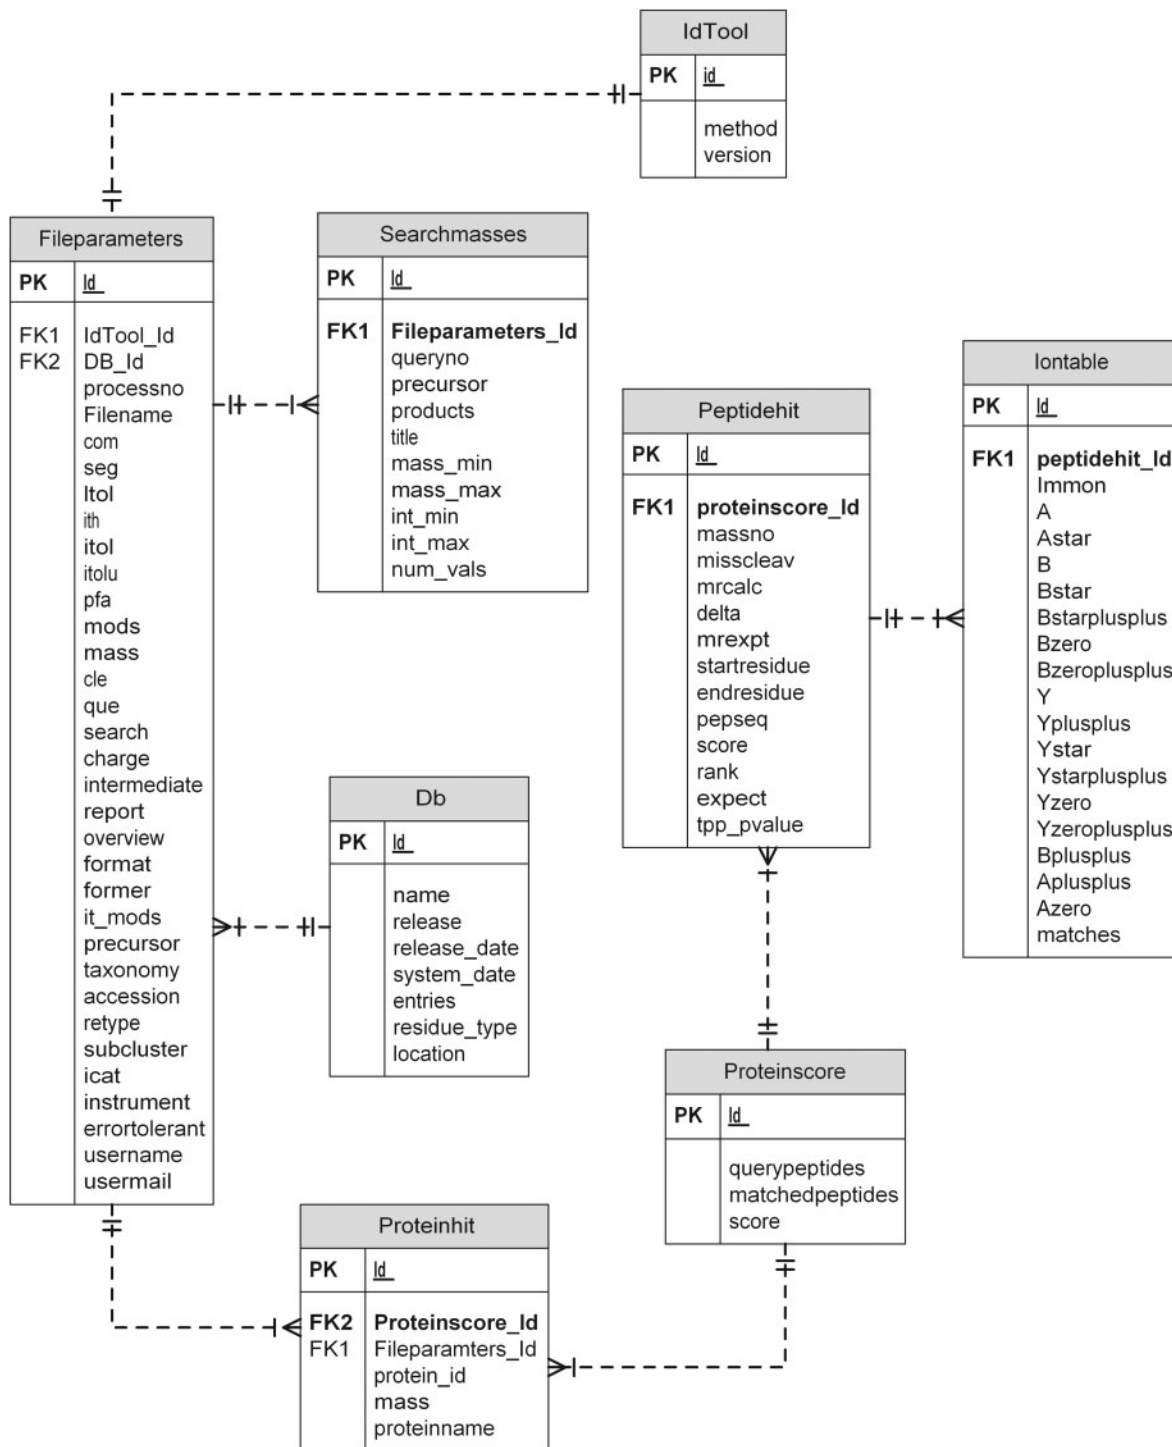 IdTool
PK id
method
version
Fileparameters
PK Id
FK1 IdTool_Id
FK2 DB_Id
processno
Filename
com
seg
ltol
ith
itol
itolu
pfa
mods
mass
cle
que
search
charge
intermediate
report
overview
format
former
it_mods
precursor
taxonomy
accession
retype
subcluster
icat
instrument
errortolerant
username
usermail
Searchmasses
PK Id
FK1 Fileparameters_Id
queryno
precursor
products
title
mass_min
mass_max
int_min
int_max
num_vals
Peptidehit
PK Id
FK1 proteinscore_Id
massno
misscleav
mrcalc
delta
mrexpt
startresidue
endresidue
pepseq
score
rank
expect
tpp_pvalue
Iontable
PK Id
FK1 peptidehit_Id
Immon
A
Astar
B
Bstar
Bstarplusplus
Bzero
Bzeroplusplus
Y
Yplusplus
Ystar
Ystarplusplus
Yzero
Yzeroplusplus
Bplusplus
Aplusplus
Azero
matches
Db
PK Id
name
release
release_date
system_date
entries
residue_type
location
Proteinscore
PK Id
querypeptides
matchedpeptides
score
Proteinhit
PK Id
FK2 Proteinscore_Id
FK1 Fileparamters_Id
protein_id
mass
proteinname